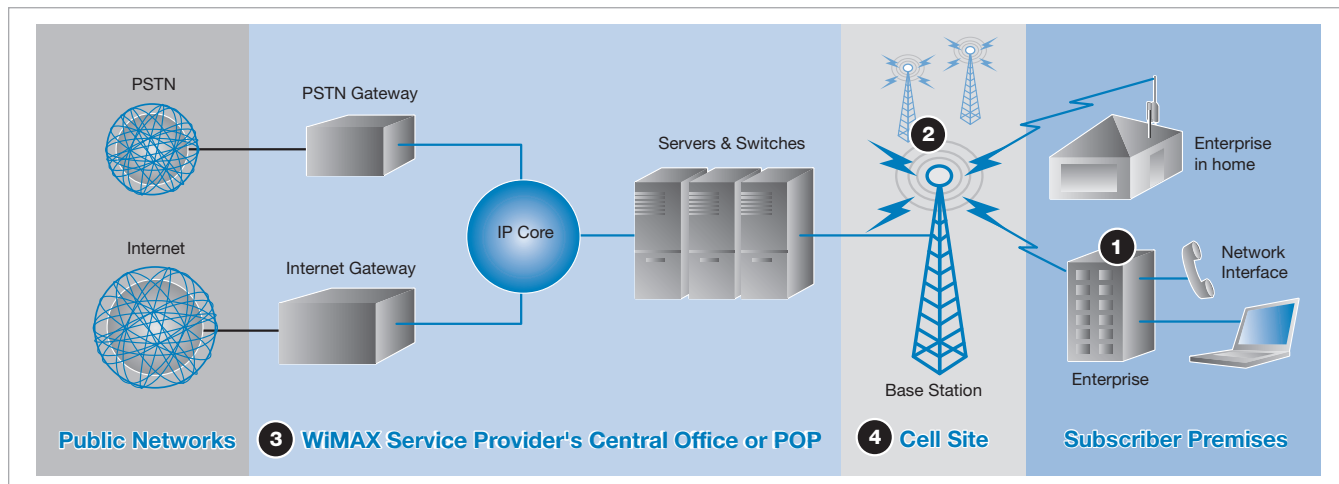 PSTN
PSTN Gateway
Servers & Switches
2
Enterprise
in home
Internet
Internet Gateway
IP Core
1
Network
Interface
Base Station
Enterprise
Public Networks
3 WiMAX Service Provider's Central Office or POP
4 Cell Site
Subscriber Premises